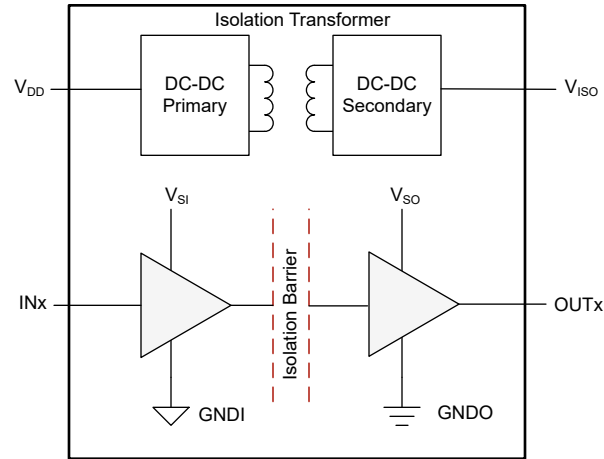 Isolation Transformer
DC-DC
Primary
DC-DC
Secondary
VDD
VISO
VSI
VSO
INx
Isolation Barrier
OUTx
GNDI
GNDO